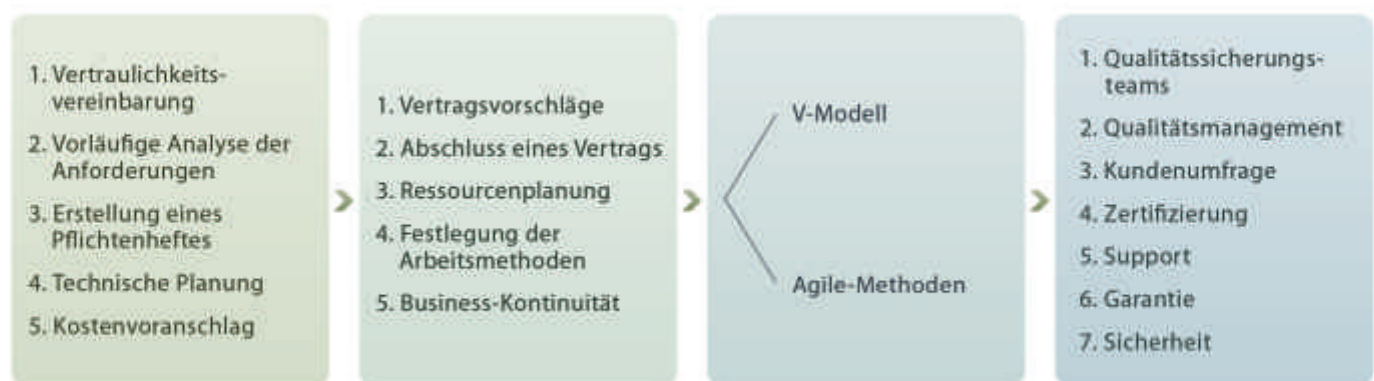 1. Vertraulichkeits-
vereinbarung
2. Vorläufige Analyse der
Anforderungen
3. Erstellung eines
Pflichtenheftes
4. Technische Planung
5. Kostenvoranschlag
1. Vertragsvorschläge
2. Abschluss eines Vertrags
3. Ressourcenplanung
4. Festlegung der
Arbeitsmethoden
5. Business-Kontinuität
V-Modell
Agile-Methoden
1. Qualitätssicherungs-
teams
2. Qualitätsmanagement
3. Kundenumfrage
4. Zertifizierung
5. Support
6. Garantie
7. Sicherheit